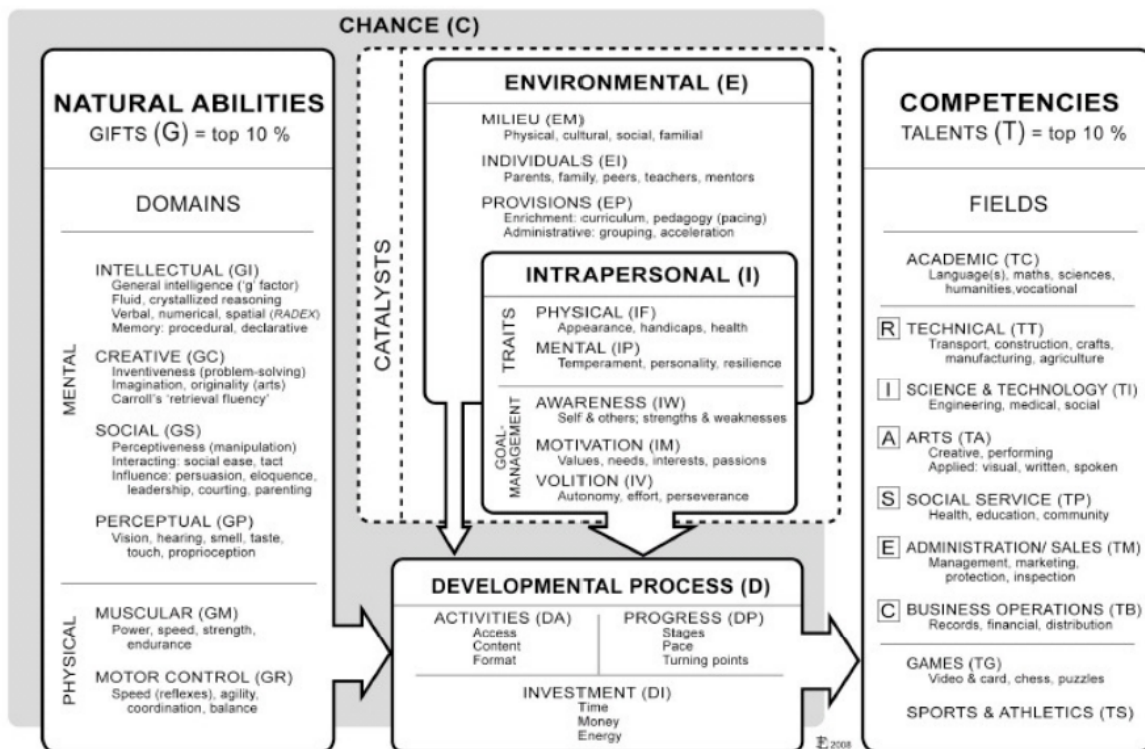 CHANCE (C)
NATURAL ABILITIES
GIFTS (G) = top 10 %
DOMAINS
MENTAL
INTELLECTUAL (GI)
General intelligence ('g' factor)
Fluid, crystallized reasoning
Verbal, numerical, spatial (RADEX)
Memory: procedural, declarative
CREATIVE (GC)
Inventiveness (problem-solving)
Imagination, originality (arts)
Carroll's 'retrieval fluency'
SOCIAL (GS)
Perceptiveness (manipulation)
Interacting: social ease, tact
Influence: persuasion, eloquence,
leadership, courting, parenting
PERCEPTUAL (GP)
Vision, hearing, smell, taste,
touch, proprioception
PHYSICAL
MUSCULAR (GM)
Power, speed, strength,
endurance
MOTOR CONTROL (GR)
Speed (reflexes), agility,
coordination, balance
CATALYSTS
ENVIRONMENTAL (E)
MILIEU (EM)
Physical, cultural, social, familial
INDIVIDUALS (EI)
Parents, family, peers, teachers, mentors
PROVISIONS (EP)
Enrichment: curriculum, pedagogy (pacing)
Administrative: grouping, acceleration
INTRAPERSONAL (I)
TRAITS
PHYSICAL (IF)
Appearance, handicaps, health
MENTAL (IP)
Temperament, personality, resilience
GOAL-
MANAGEMENT
AWARENESS (IW)
Self & others; strengths & weaknesses
MOTIVATION (IM)
Values, needs, interests, passions
VOLITION (IV)
Autonomy, effort, perseverance
DEVELOPMENTAL PROCESS (D)
ACTIVITIES (DA)
Access
Content
Format
PROGRESS (DP)
Stages
Pace
Turning points
INVESTMENT (DI)
Time
Money
Energy
2008
COMPETENCIES
TALENTS (T) = top 10 %
FIELDS
ACADEMIC (TC)
Language(s), maths, sciences,
humanities,vocational
R TECHNICAL (TT)
Transport, construction, crafts,
manufacturing, agriculture
I SCIENCE & TECHNOLOGY (TI)
Engineering, medical, social
A ARTS (TA)
Creative, performing
Applied: visual, written, spoken
S SOCIAL SERVICE (TP)
Health, education, community
E ADMINISTRATION/ SALES (TM)
Management, marketing,
protection, inspection
C BUSINESS OPERATIONS (TB)
Records, financial, distribution
GAMES (TG)
Video & card, chess, puzzles
SPORTS & ATHLETICS (TS)